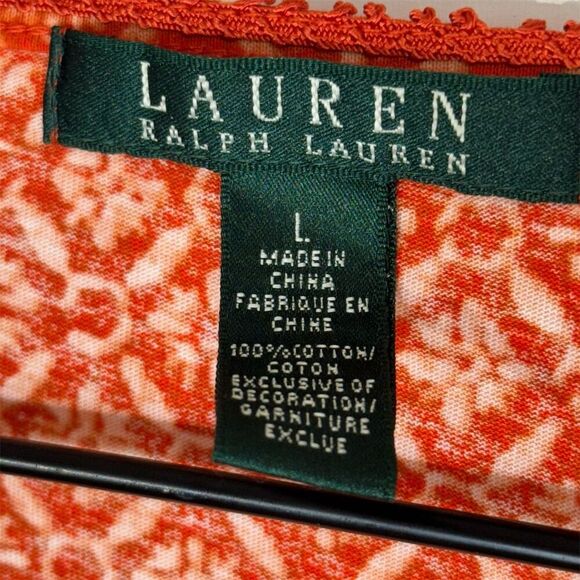 LAUREN
RALPH LAUREN
L
MADE IN
CHINA
FABRIQUE EN
CHINE
100% COTTON/
COTON
EXCLUSIVE OF
DECORATION/
GARNITURE
EXCLUE